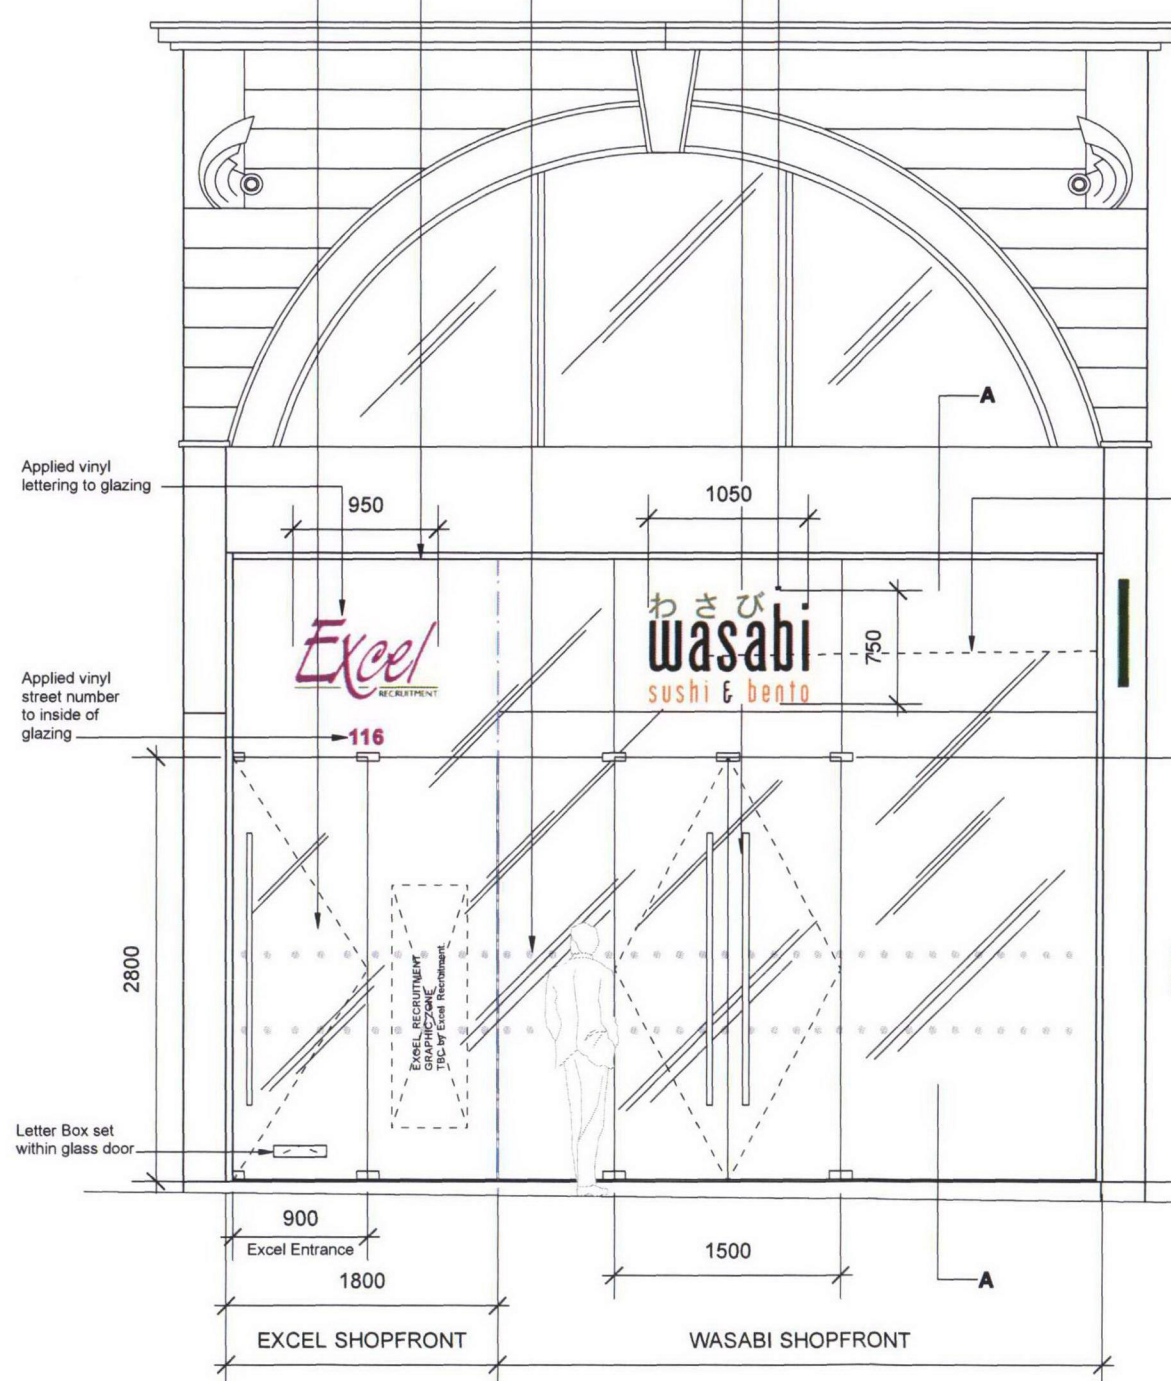 A
Applied vinyl
lettering to glazing
950
1050
わさび
wasabi
sushi & bento
750
Excel
RECRUITMENT
Applied vinyl
street number
to inside of
glazing
116
2800
EXCEL RECRUITMENT
GRAPHIC ZONE
TBC by Excel Recruitment.
Letter Box set
within glass door
900
Excel Entrance
1500
1800
A
EXCEL SHOPFRONT
WASABI SHOPFRONT